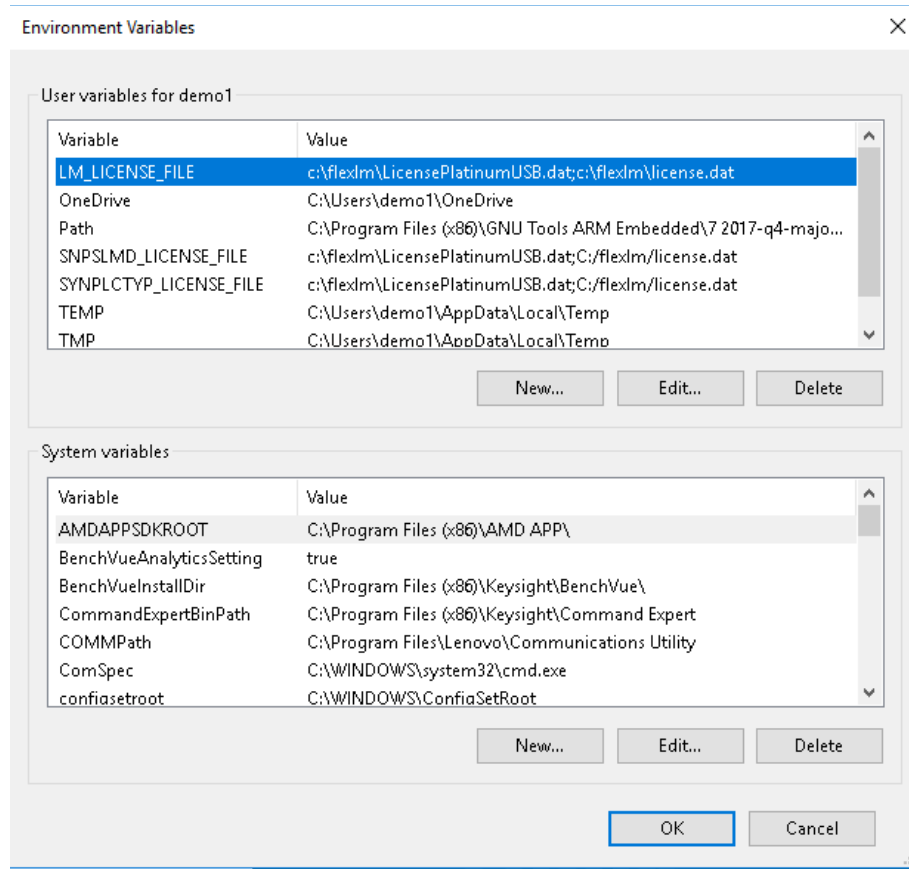 Environment Variables
User variables for demo1
Variable Value
LM_LICENSE_FILE c:\flexlm\LicensePlatinumUSB.dat;c:\flexlm\license.dat
OneDrive C:\Users\demo1\OneDrive
Path C:\Program Files (x86)\GNU Tools ARM Embedded\7 2017-q4-majo...
SNPSLMD_LICENSE_FILE c:\flexlm\LicensePlatinumUSB.dat;C:/flexlm/license.dat
SYNPLCTYP_LICENSE_FILE c:\flexlm\LicensePlatinumUSB.dat;C:/flexlm/license.dat
TEMP C:\Users\demo1\AppData\Local\Temp
TMP C:\Users\demo1\AppData\Local\Temp
New... Edit... Delete
System variables
Variable Value
AMDAPPSDKROOT C:\Program Files (x86)\AMD APP\
BenchVueAnalyticsSetting true
BenchVueInstallDir C:\Program Files (x86)\Keysight\BenchVue\
CommandExpertBinPath C:\Program Files (x86)\Keysight\Command Expert
COMMPath C:\Program Files\Lenovo\Communications Utility
ComSpec C:\WINDOWS\system32\cmd.exe
configsetroot C:\WINDOWS\ConfigSetRoot
New... Edit... Delete
OK Cancel